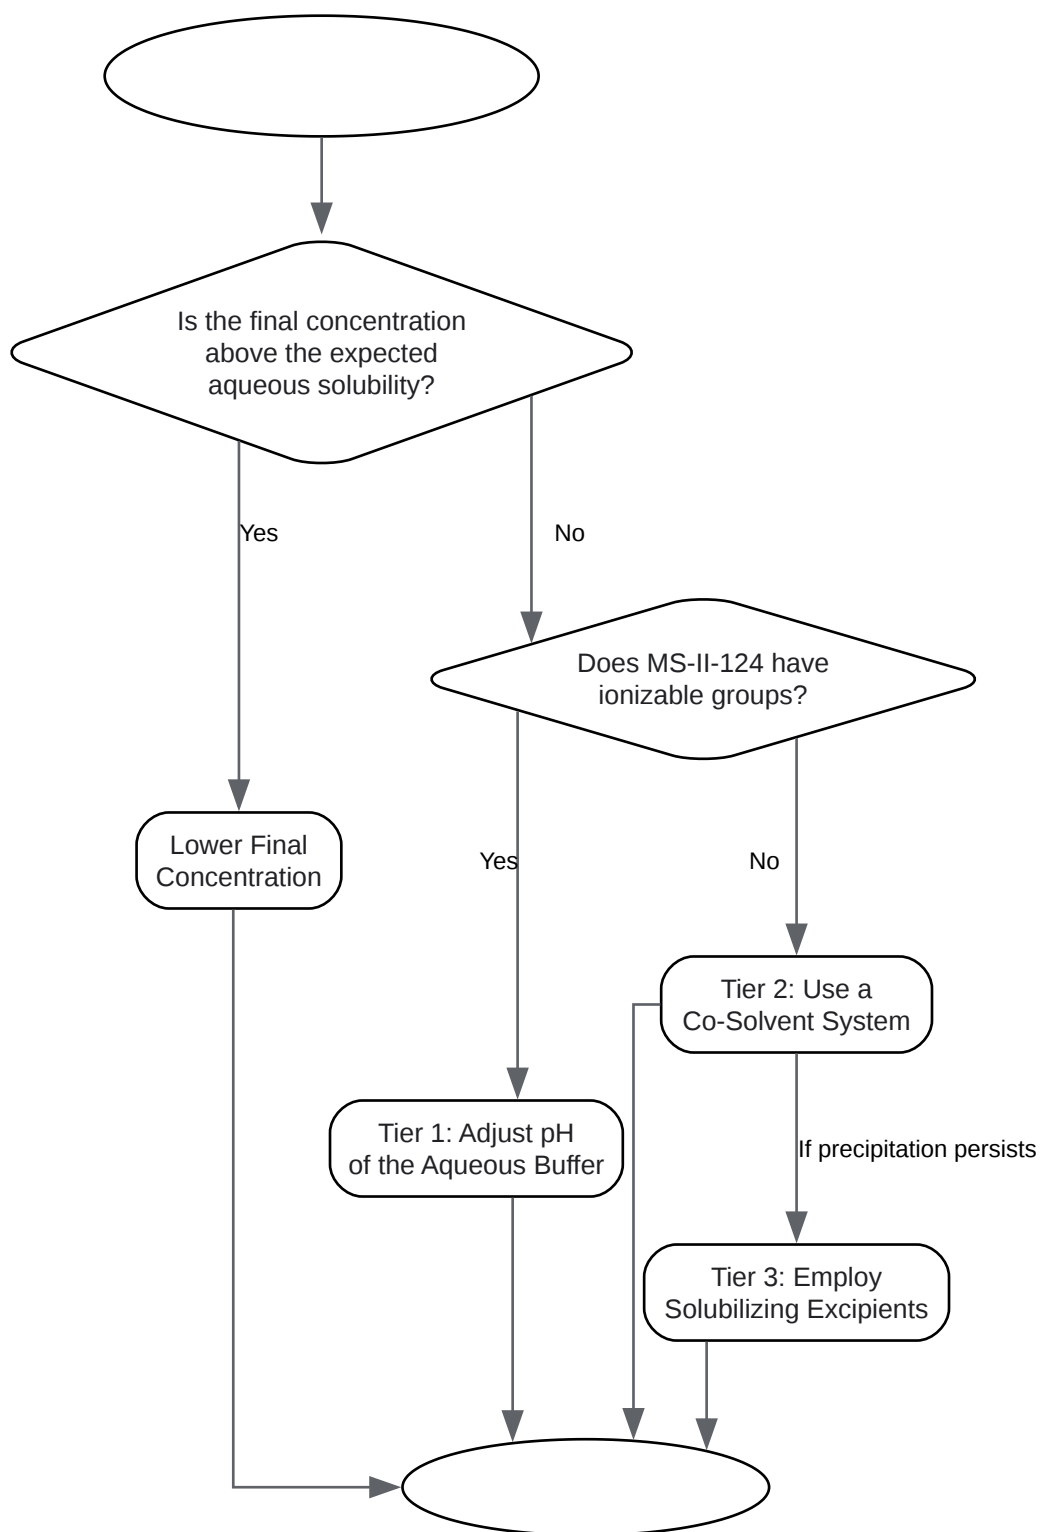 Is the final concentration
above the expected
aqueous solubility?
Yes
No
Does MS-II-124 have
ionizable groups?
Lower Final
Concentration
Yes
No
Tier 2: Use a
Co-Solvent System
Tier 1: Adjust pH
of the Aqueous Buffer
If precipitation persists
Tier 3: Employ
Solubilizing Excipients